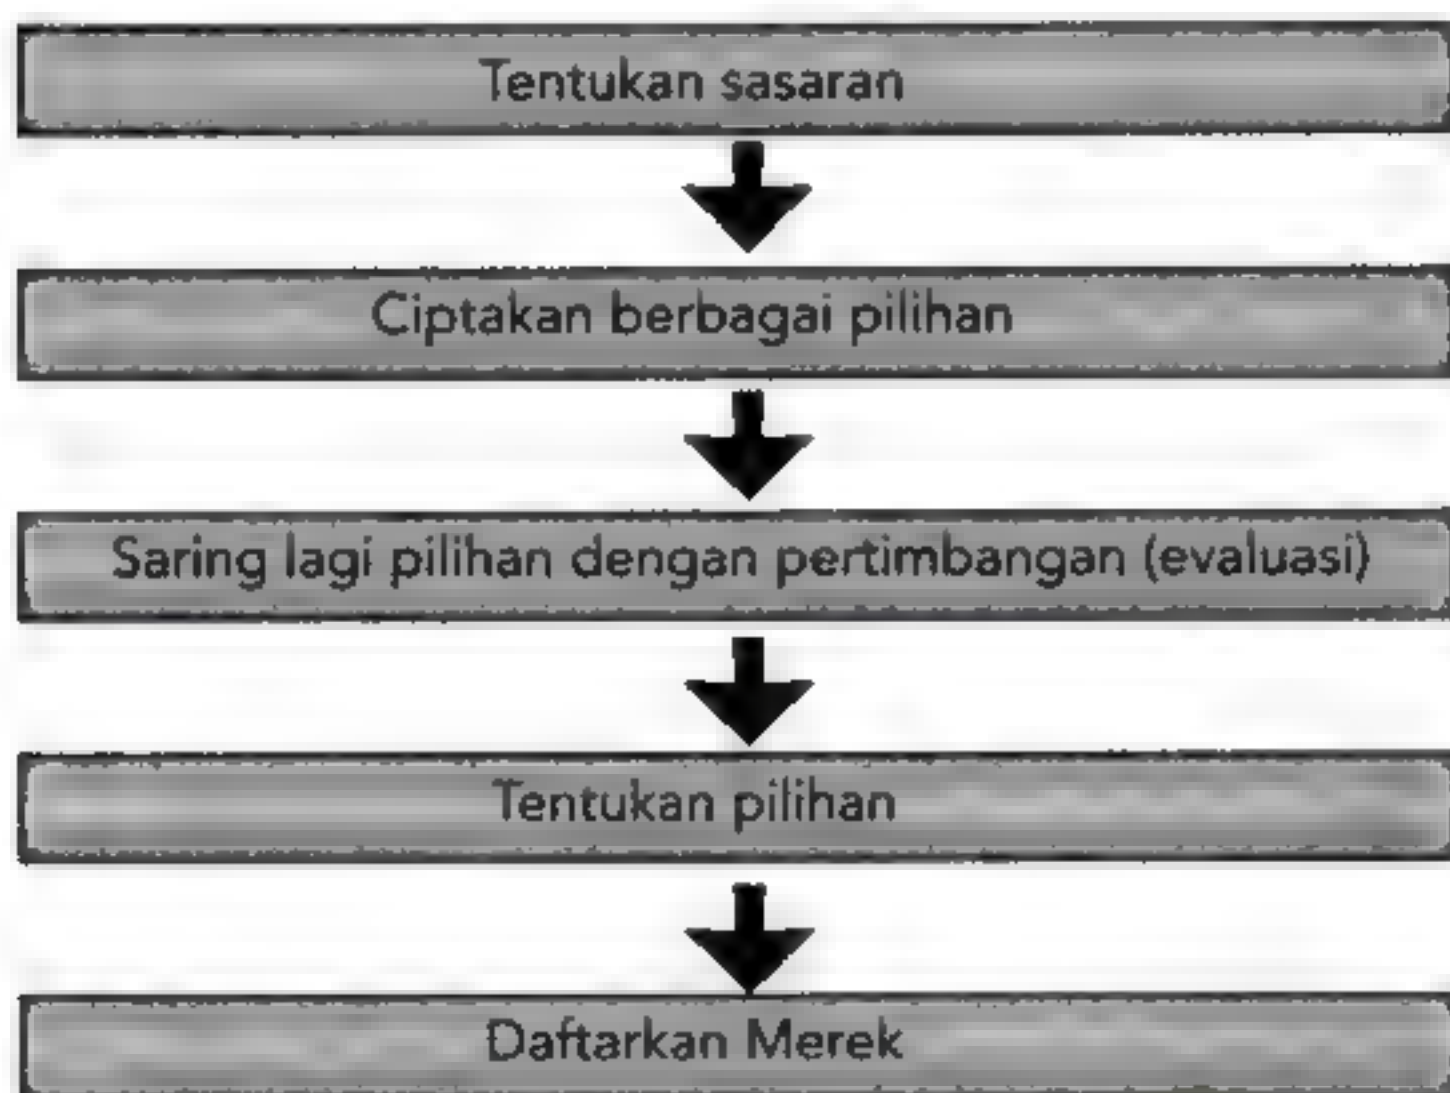 Tentukan sasaran
Ciptakan berbagai pilihan
Saring lagi pilihan dengan pertimbangan (evaluasi)
Tentukan pilihan
Daftarkan Merek